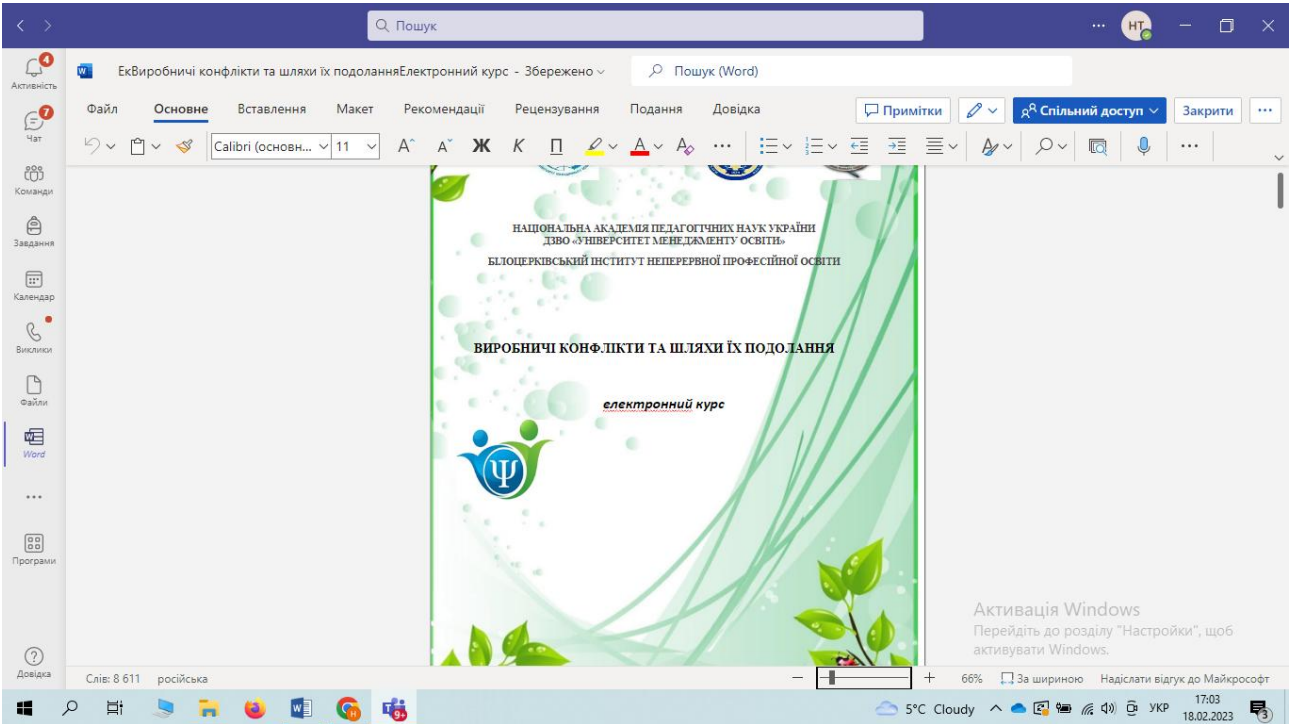 Пошук
НТ
4
Активність
7
Чат
Команди
Завдання
Календар
Виклики
Файли
Word
Програми
Довідка
ЕкВиробничі конфлікти та шляхи їх подоланняЕлектронний курс - Збережено
Пошук (Word)
Файл Основне Вставлення Макет Рекомендації Рецензування Подання Довідка
Примітки Спільний доступ Закрити
Calibri (основн... 11 А А Ж К П А А
НАЦІОНАЛЬНА АКАДЕМІЯ ПЕДАГОГІЧНИХ НАУК УКРАЇНИ
ДЗВО «УНІВЕРСИТЕТ МЕНЕДЖМЕНТУ ОСВІТИ»
БІЛОЦЕРКІВСЬКИЙ ІНСТИТУТ НЕПЕРЕРВНОЇ ПРОФЕСІЙНОЇ ОСВІТИ
ВИРОБНИЧІ КОНФЛІКТИ ТА ШЛЯХИ ЇХ ПОДОЛАННЯ
електронний курс
Ψ
Активація Windows
Перейдіть до розділу "Настройки", щоб
активувати Windows.
Слів: 8 611 російська
66% За шириною Надіслати відгук до Майкрософт
9+
5°C Cloudy УКР
17:03
18.02.2023
3